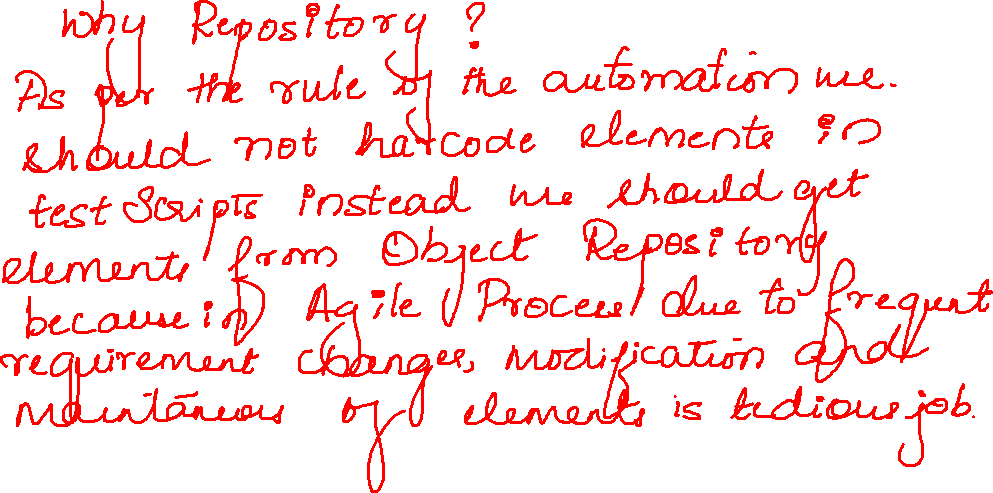 Why Repository ?
As per the rule of the automation we.
should not hardcode elements in
test Scripts instead we should get
elements from Object Repository
because in Agile Process due to frequent
requirement changes, modification and
maintaneous of elements is tedious job.